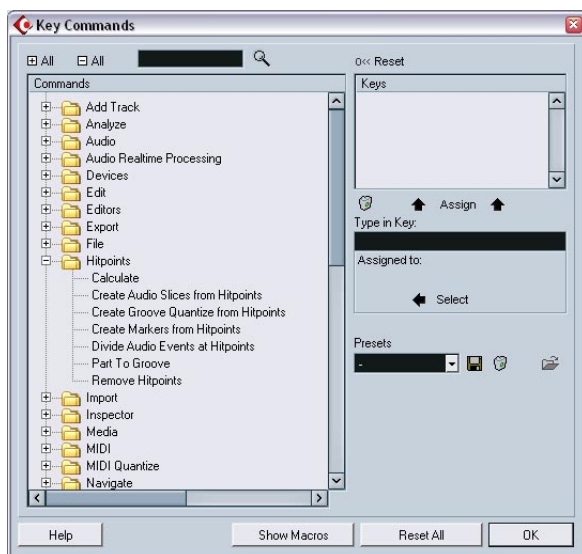 Key Commands
All All
0<< Reset
Commands
Keys
Add Track
Analyze
Audio
Audio Realtime Processing
Devices
Edit
Editors
Export
File
Hitpoints
Calculate
Create Audio Slices from Hitpoints
Create Groove Quantize from Hitpoints
Create Markers from Hitpoints
Divide Audio Events at Hitpoints
Part To Groove
Remove Hitpoints
Import
Inspector
Media
MIDI
MIDI Quantize
Navigate
Assign
Type in Key:
Assigned to:
Select
Presets
-
Help
Show Macros
Reset All
OK